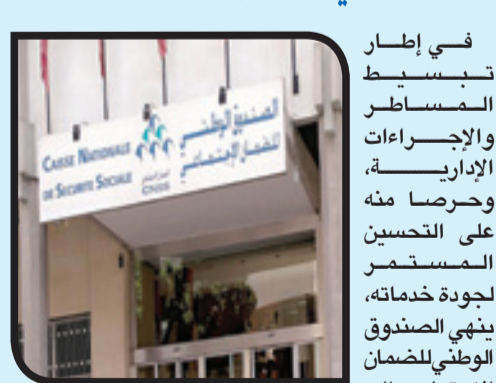 في إطار
تبسيط
المساطر
والإجراءات
الإدارية،
وحرصا منه
على التحسين
المستمر
لجودة خدماته،
ينهي الصندوق
الوطني للضمان
الصندوق الوطني
للضمان الإجتماعي
CAISSE NATIONALE
DE SECURITE SOCIALE
CNSS